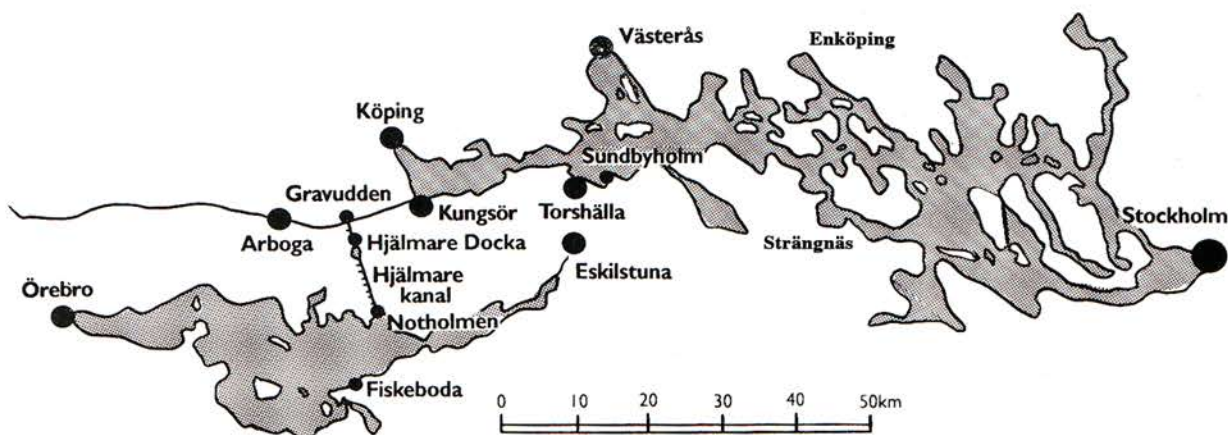 Västerås
Enköping
Köping
Sundbyholm
Gravudden
Kungsör
Torshälla
Stockholm
Arboga
Hjälmare Docka
Strängnäs
Eskilstuna
Hjälmare
kanal
Örebro
Notholmen
Fiskeboda
0 10 20 30 40 50km